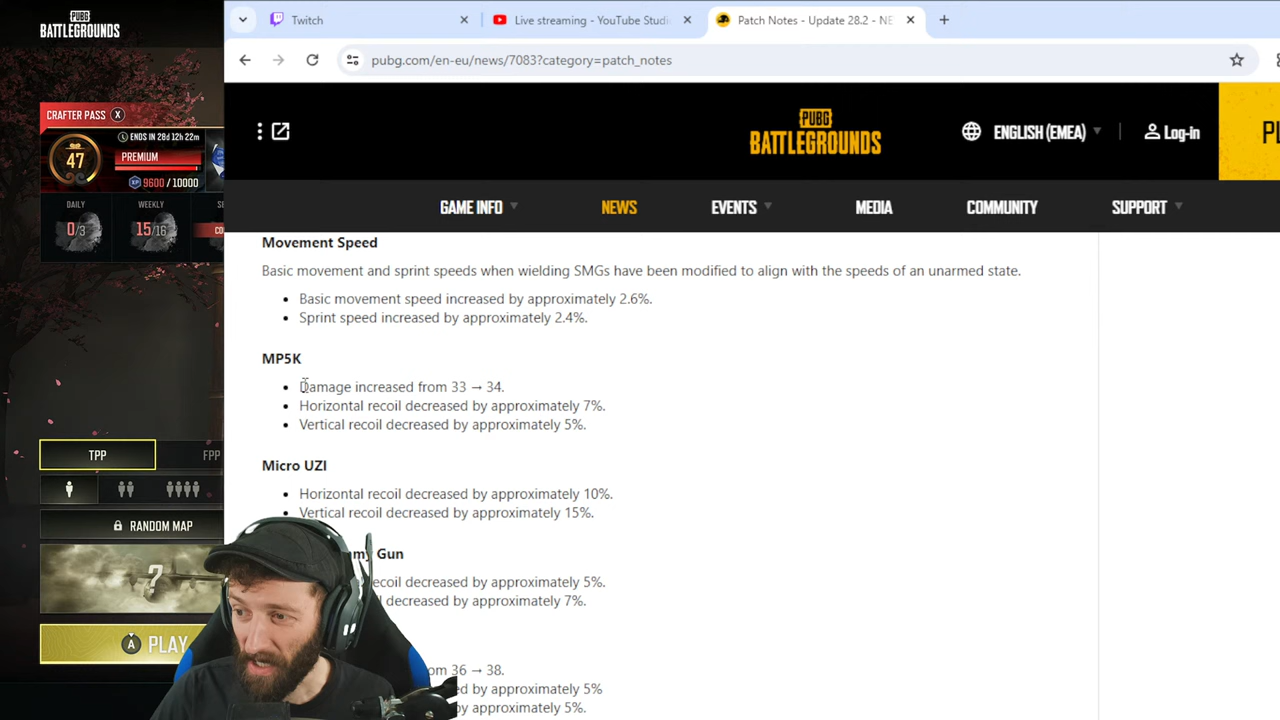 PUBG
BATTLEGROUNDS
CRAFTER PASS X
ENDS IN 28d 12h 22m
47
PREMIUM
XP 9600 / 10000
DAILY
WEEKLY
0/3
15/16
TPP
FPP
RANDOM MAP
?
A PLAY
Twitch
Live streaming - YouTube Studi
Patch Notes - Update 28.2 - NE
pubg.com/en-eu/news/7083?category=patch_notes
PUBG
BATTLEGROUNDS
ENGLISH (EMEA)
Log-in
GAME INFO
NEWS
EVENTS
MEDIA
COMMUNITY
SUPPORT
Movement Speed
Basic movement and sprint speeds when wielding SMGs have been modified to align with the speeds of an unarmed state.
• Basic movement speed increased by approximately 2.6%.
• Sprint speed increased by approximately 2.4%.
MP5K
• Damage increased from 33 → 34.
• Horizontal recoil decreased by approximately 7%.
• Vertical recoil decreased by approximately 5%.
Micro UZI
• Horizontal recoil decreased by approximately 10%.
• Vertical recoil decreased by approximately 15%.
Gun
recoil decreased by approximately 5%.
decreased by approximately 7%.
36 → 38.
decreased by approximately 5%
decreased by approximately 5%.